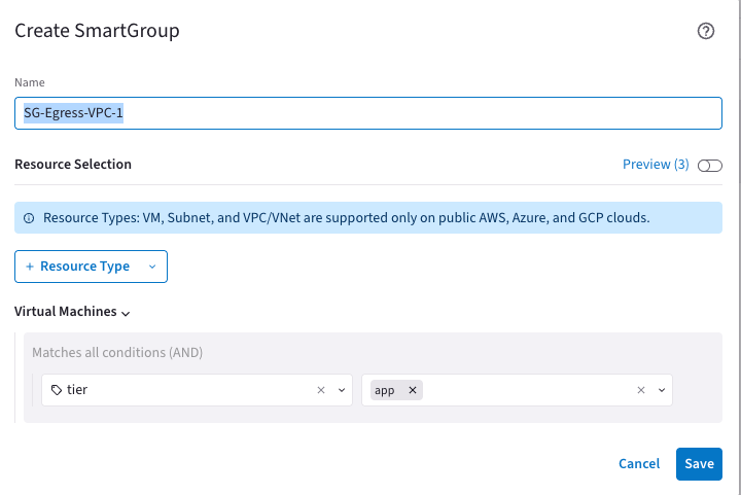 Create SmartGroup
Name
SG-Egress-VPC-1
Resource Selection
Preview (3)
Resource Types: VM, Subnet, and VPC/VNet are supported only on public AWS, Azure, and GCP clouds.
+ Resource Type
Virtual Machines
Matches all conditions (AND)
tier
app
Cancel
Save